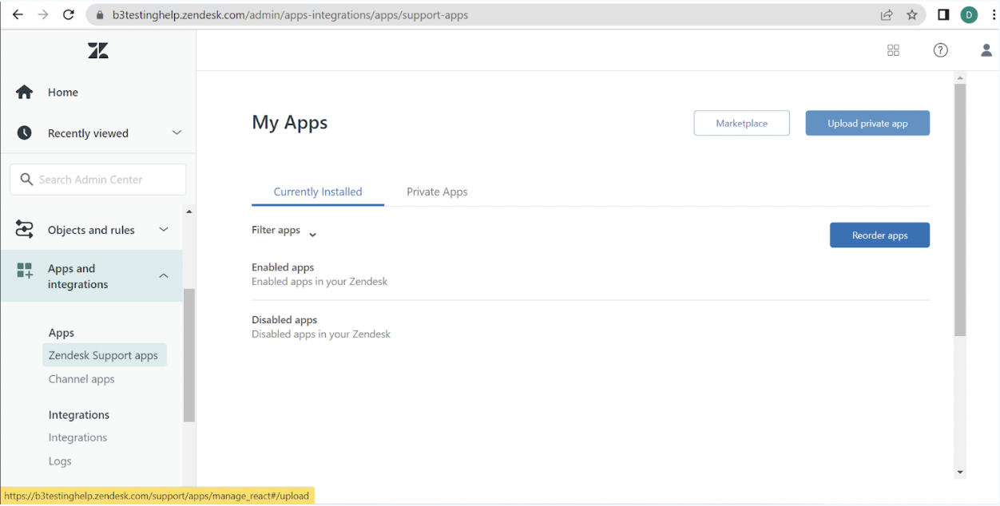 b3testinghelp.zendesk.com/admin/apps-integrations/apps/support-apps
D
Home
Recently viewed
Search Admin Center
Objects and rules
Apps and
integrations
Apps
Zendesk Support apps
Channel apps
Integrations
Integrations
Logs
My Apps
Marketplace
Upload private app
Currently Installed
Private Apps
Filter apps
Reorder apps
Enabled apps
Enabled apps in your Zendesk
Disabled apps
Disabled apps in your Zendesk
https://b3testinghelp.zendesk.com/support/apps/manage_react#/upload